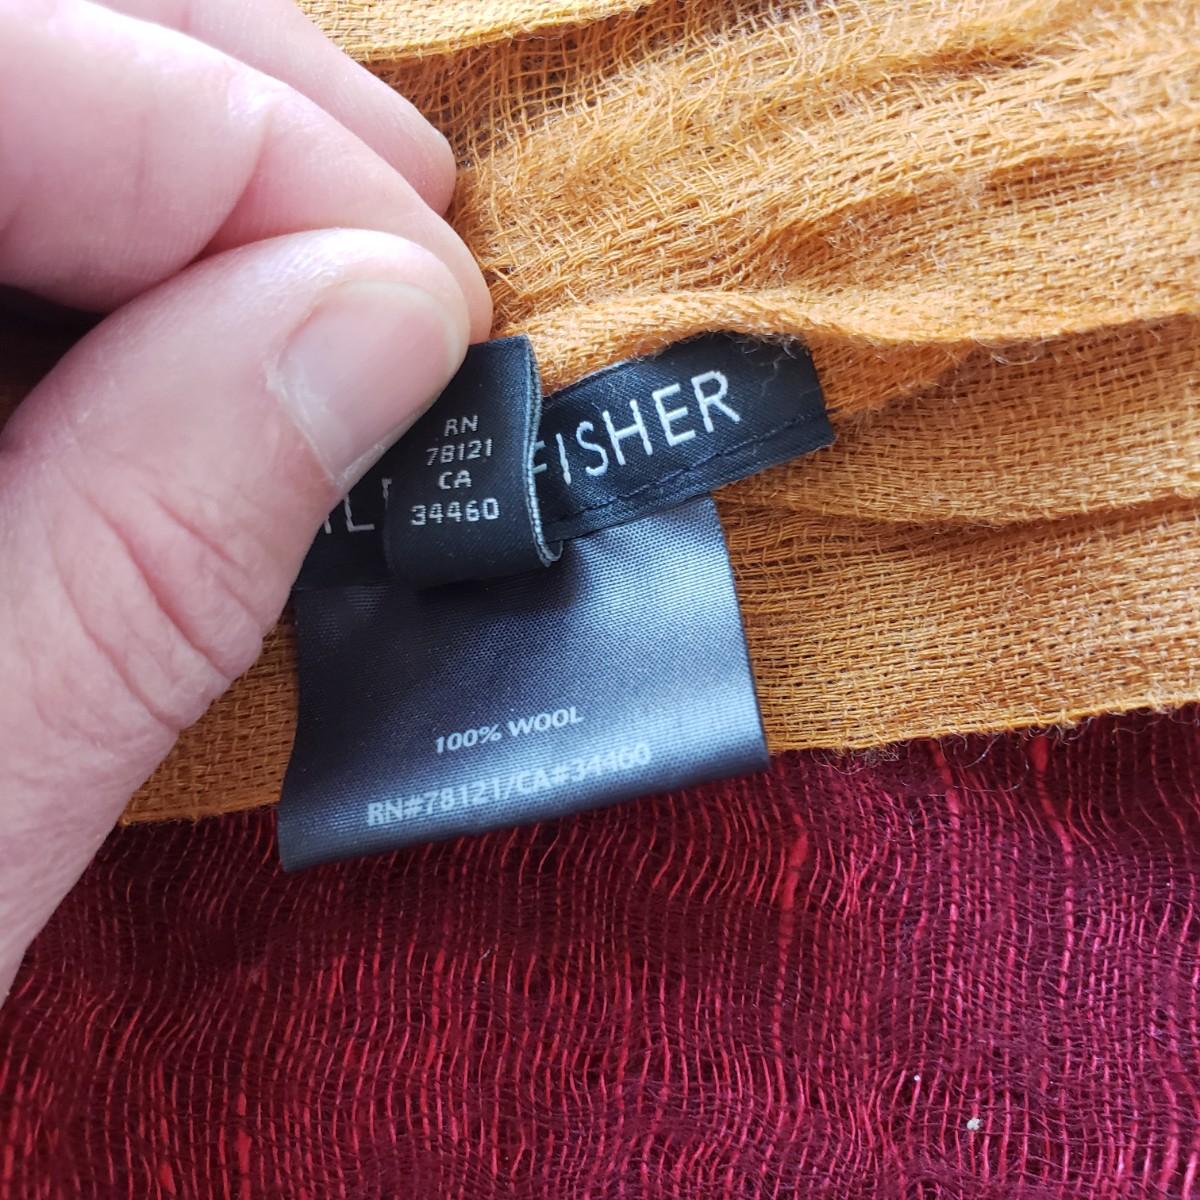 FISHER
RN
78121
CA
34460
100% WOOL
RN#78121/CA#34460